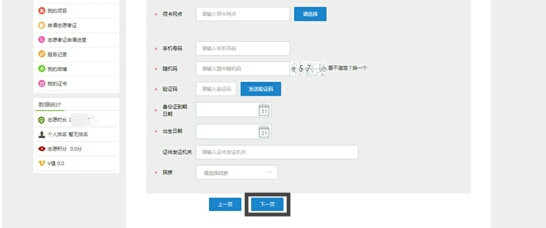 我的项目
申请志愿者证
志愿者证申请进度
服务记录
我的微博
我的证书
数据统计
志愿时长
个人排名 暂无排名
志愿积分 0.0分
V值 0.0
* 领卡网点 请输入领卡网点 请选择
* 手机号码 请输入手机号码
* 随机码 请输入图中随机码 看不清楚？换一个
* 验证码 请输入验证码 发送验证码
* 身份证到期日期
* 出生日期
证件发证机关 请输入证件发证机关
* 民族 请选择民族
上一页 下一页